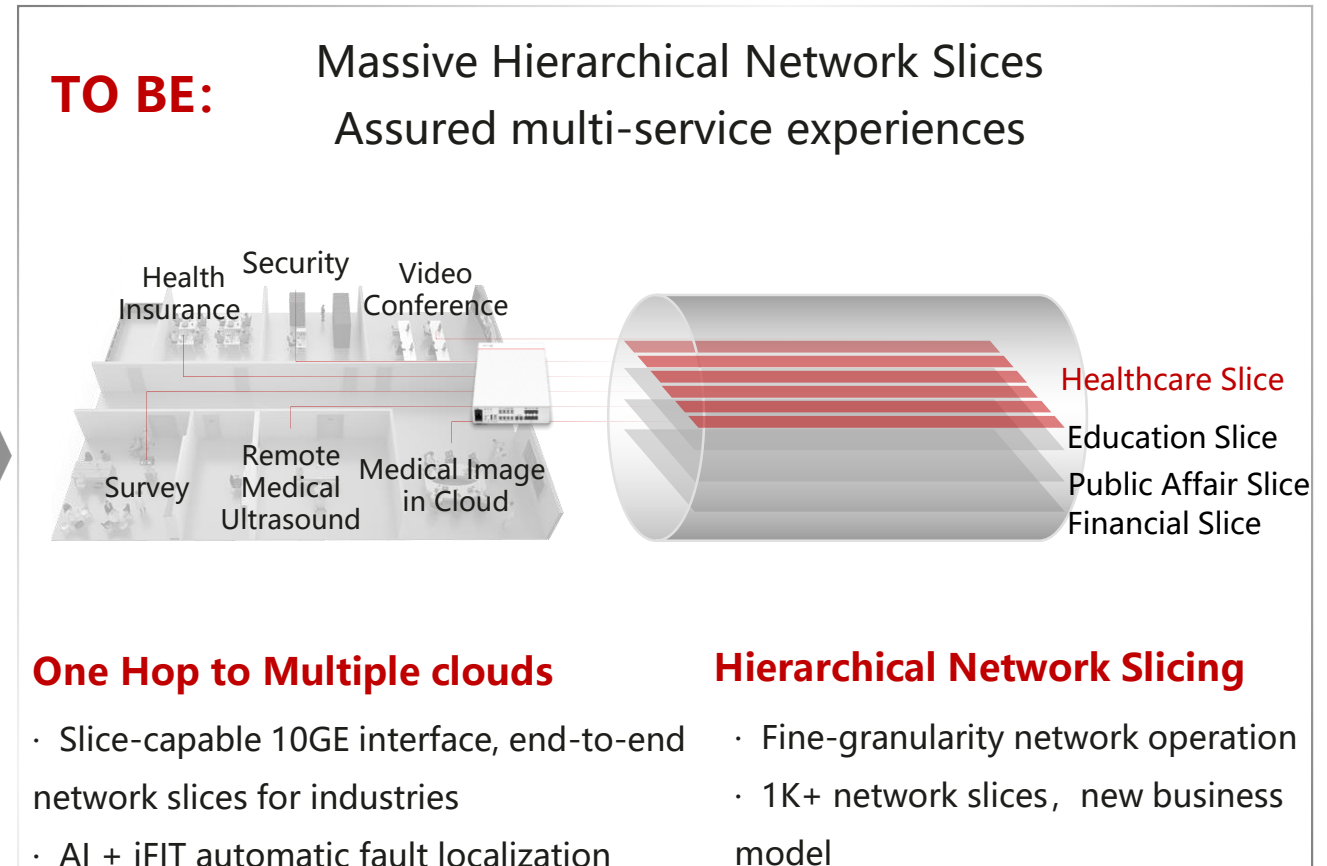 TO BE:
Massive Hierarchical Network Slices
Assured multi-service experiences
Health
Insurance
Security
Video
Conference
Survey
Remote
Medical
Ultrasound
Medical Image
in Cloud
Healthcare Slice
Education Slice
Public Affair Slice
Financial Slice
One Hop to Multiple clouds
· Slice-capable 10GE interface, end-to-end
network slices for industries
· AI + iFIT automatic fault localization
Hierarchical Network Slicing
· Fine-granularity network operation
· 1K+ network slices，new business
model